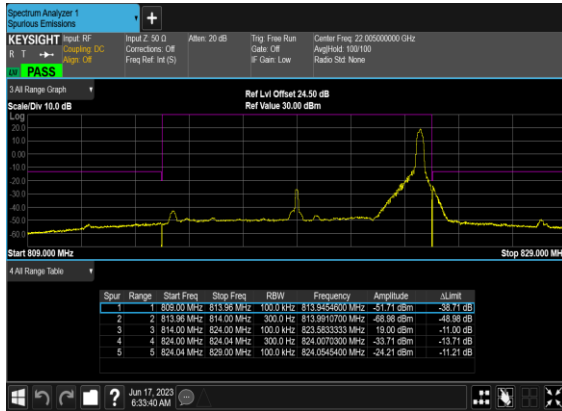 Spectrum Analyzer 1
Spurious Emissions
+
KEYSIGHT Input: RF Input Z: 50 Ω Atten: 20 dB Trig: Free Run Center Freq: 22.005000000 GHz
R T Coupling: DC Corrections: Off Gate: Off Avg|Hold: 100/100
Align: Off Freq Ref: Int (S) IF Gain: Low Radio Std: None
PASS
3 All Range Graph
Ref Lvl Offset 24.50 dB
Scale/Div 10.0 dB Ref Value 30.00 dBm
Log
20.0
10.0
0.00
-10.0
-20.0
-30.0
-40.0
-50.0
-60.0
Start 809.000 MHz Stop 829.000 MH
4 All Range Table
Spur Range Start Freq Stop Freq RBW Frequency Amplitude ΔLimit
1 1 809.00 MHz 813.96 MHz 100.0 kHz 813.9454600 MHz -51.71 dBm -38.71 dB
2 2 813.96 MHz 814.00 MHz 300.0 Hz 813.9910700 MHz -68.98 dBm -48.98 dB
3 3 814.00 MHz 824.00 MHz 100.0 kHz 823.5833333 MHz 19.00 dBm -11.00 dB
4 4 824.00 MHz 824.04 MHz 300.0 Hz 824.0070300 MHz -33.71 dBm -13.71 dB
5 5 824.04 MHz 829.00 MHz 100.0 kHz 824.0545400 MHz -24.21 dBm -11.21 dB
? Jun 17, 2023
6:33:40 AM